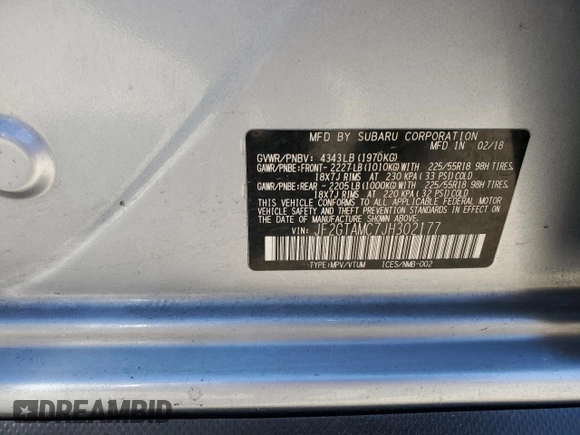 MFD BY SUBARU CORPORATION
MFD IN 02/18
GVWR/PNBV: 4343LB (1970KG)
GAWR/PNBE:FRONT-2227LB(1010KG)WITH 225/55R18 98H TIRES,
18X7J RIMS AT 230 KPA(33 PSI)COLD
GAWR/PNBE:REAR -2205LB(1000KG)WITH 225/55R18 98H TIRES,
18X7J RIMS AT 220 KPA(32 PSI)COLD
THIS VEHICLE CONFORMS TO ALL APPLICABLE FEDERAL MOTOR
VEHICLE SAFETY AND THEFT PREVENTION STANDARDS IN EFFECT
ON THE DATE OF MANUFACTURE SHOWN ABOVE.
VIN: JF2GTAMC7JH302177
TYPE:MPV/VTUM ICES/NMB-002
DREAMBID